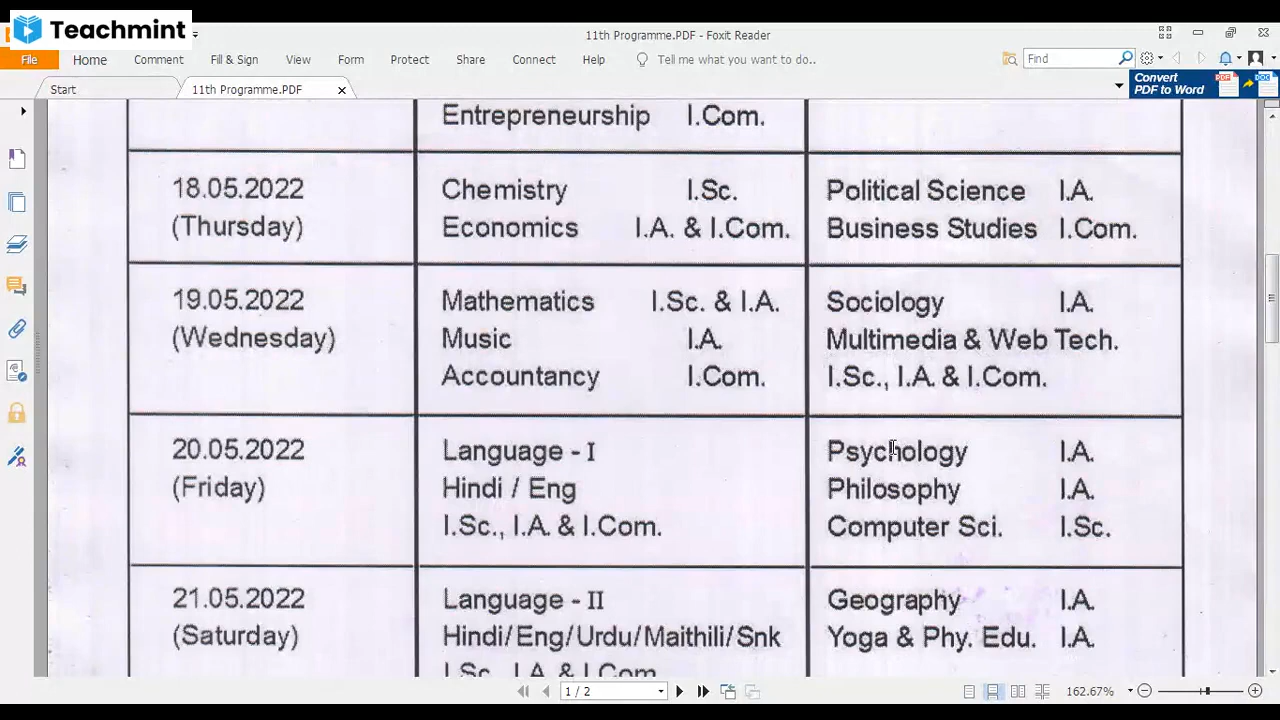 Teachmint
11th Programme.PDF - Foxit Reader
File Home Comment Fill & Sign View Form Protect Share Connect Help Tell me what you want to do.. Find
Start 11th Programme.PDF
Convert
PDF to Word
PDF DOC
Entrepreneurship I.Com.
18.05.2022 Chemistry I.Sc. Political Science I.A.
(Thursday) Economics I.A. & I.Com. Business Studies I.Com.
19.05.2022 Mathematics I.Sc. & I.A. Sociology I.A.
(Wednesday) Music I.A. Multimedia & Web Tech.
Accountancy I.Com. I.Sc., I.A. & I.Com.
20.05.2022 Language - I Psychology I.A.
(Friday) Hindi / Eng Philosophy I.A.
I.Sc., I.A. & I.Com. Computer Sci. I.Sc.
21.05.2022 Language - II Geography I.A.
(Saturday) Hindi/Eng/Urdu/Maithili/Snk Yoga & Phy. Edu. I.A.
I.Sc., I.A. & I.Com.
1 / 2 162.67%